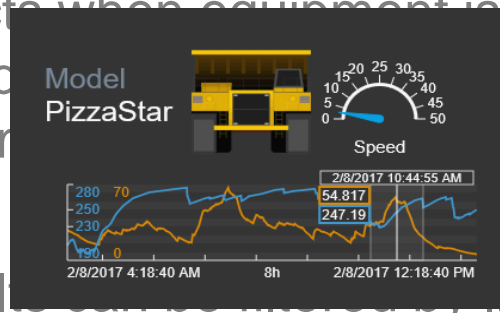 Model
PizzaStar
0 5 10 15 20 25 30 35 40 45 50
Speed
2/8/2017 10:44:55 AM
280 70 54.817
250 247.19
230
190 0
2/8/2017 4:18:40 AM 8h 2/8/2017 12:18:40 PM